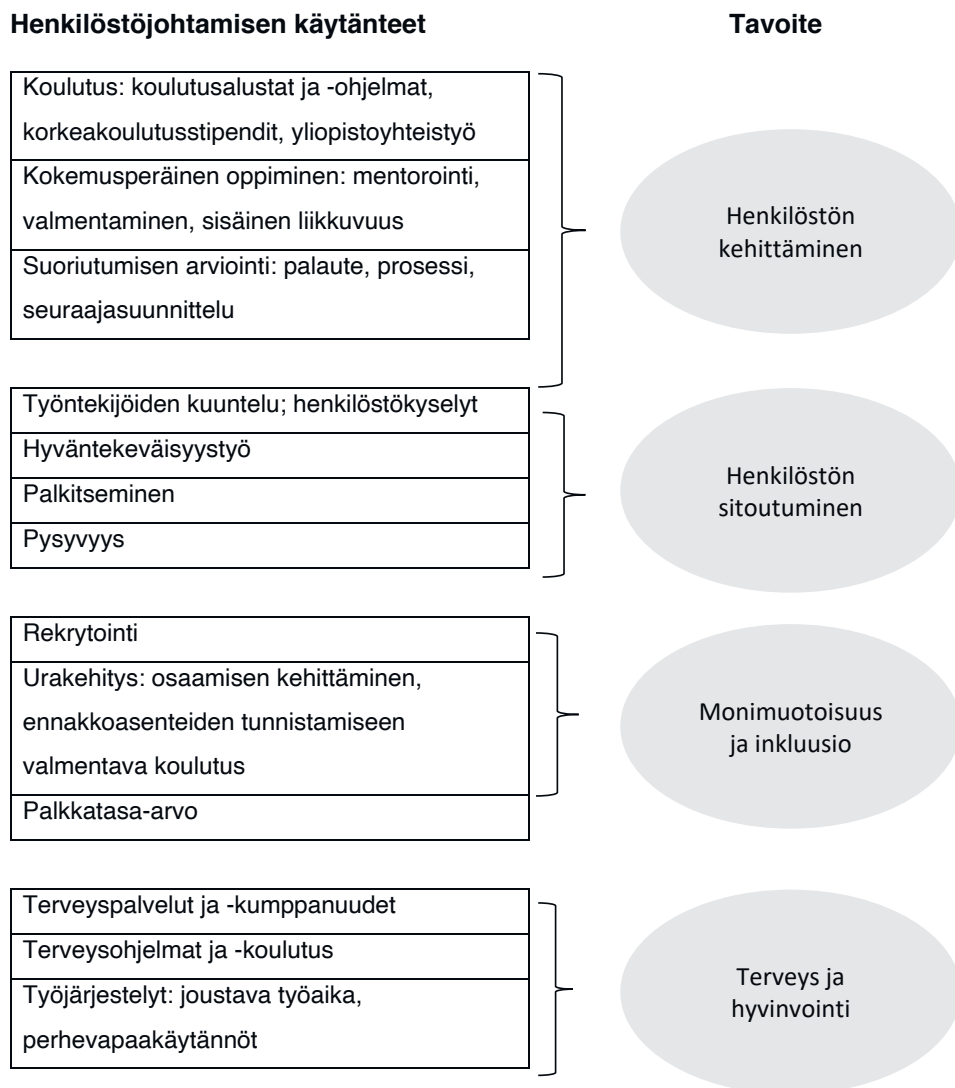 Henkilöstöjohtamisen käytänteet
Tavoite
Koulutus: koulutusalustat ja -ohjelmat,
korkeakoulutusstipendit, yliopistoyhteistyö
Kokemusperäinen oppiminen: mentorointi,
valmentaminen, sisäinen liikkuvuus
Suoriutumisen arviointi: palaute, prosessi,
seuraajasuunnittelu
Henkilöstön
kehittäminen
Työntekijöiden kuuntelu; henkilöstökyselyt
Hyväntekeväisyystyö
Palkitseminen
Pysyvyys
Henkilöstön
sitoutuminen
Rekrytointi
Urakehitys: osaamisen kehittäminen,
ennakkoasenteiden tunnistamiseen
valmentava koulutus
Palkkatasa-arvo
Monimuotoisuus
ja inkluusio
Terveyspalvelut ja -kumppanuudet
Terveysohjelmat ja -koulutus
Työjärjestelyt: joustava työaika,
perhevapaakäytännöt
Terveys ja
hyvinvointi